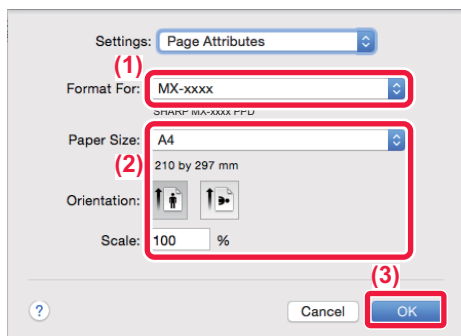 Settings: Page Attributes
(1)
Format For: MX-xxxx
SHARP MX-xxxx PPD
Paper Size: A4
(2) 210 by 297 mm
Orientation:
Scale: 100 %
(3)
? Cancel OK